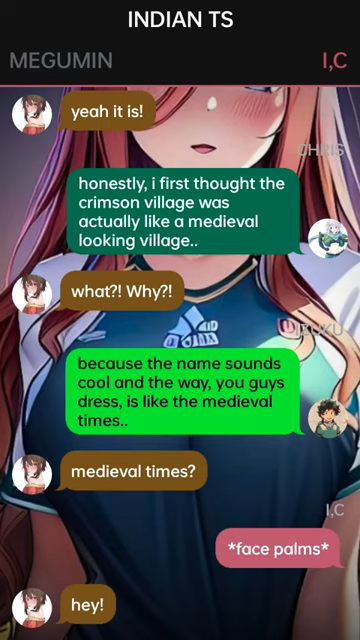 INDIAN TS
MEGUMIN
I,C
yeah it is!
CHRIS
honestly, i first thought the
crimson village was
actually like a medieval
looking village..
what?! Why?!
IZUKU
because the name sounds
cool and the way, you guys
dress, is like the medieval
times..
medieval times?
I,C
*face palms*
hey!